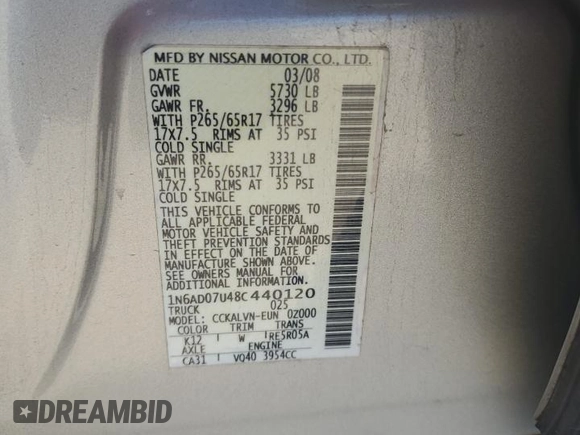 MFD BY NISSAN MOTOR CO., LTD.
DATE 03/08
GVWR 5730 LB
GAWR FR. 3296 LB
WITH P265/65R17 TIRES
17X7.5 RIMS AT 35 PSI
COLD SINGLE
GAWR RR. 3331 LB
WITH P265/65R17 TIRES
17X7.5 RIMS AT 35 PSI
COLD SINGLE
THIS VEHICLE CONFORMS TO
ALL APPLICABLE FEDERAL
MOTOR VEHICLE SAFETY AND
THEFT PREVENTION STANDARDS
IN EFFECT ON THE DATE OF
MANUFACTURE SHOWN ABOVE.
SEE OWNERS MANUAL FOR
ADDITIONAL INFORMATION
1N6AD07U48C440120
TRUCK 025
MODEL: CCKALVN-EUN 0Z000
COLOR TRIM TRANS
K12 W RE5R05A
AXLE ENGINE
CA31 VQ40 3954CC
DREAMBID